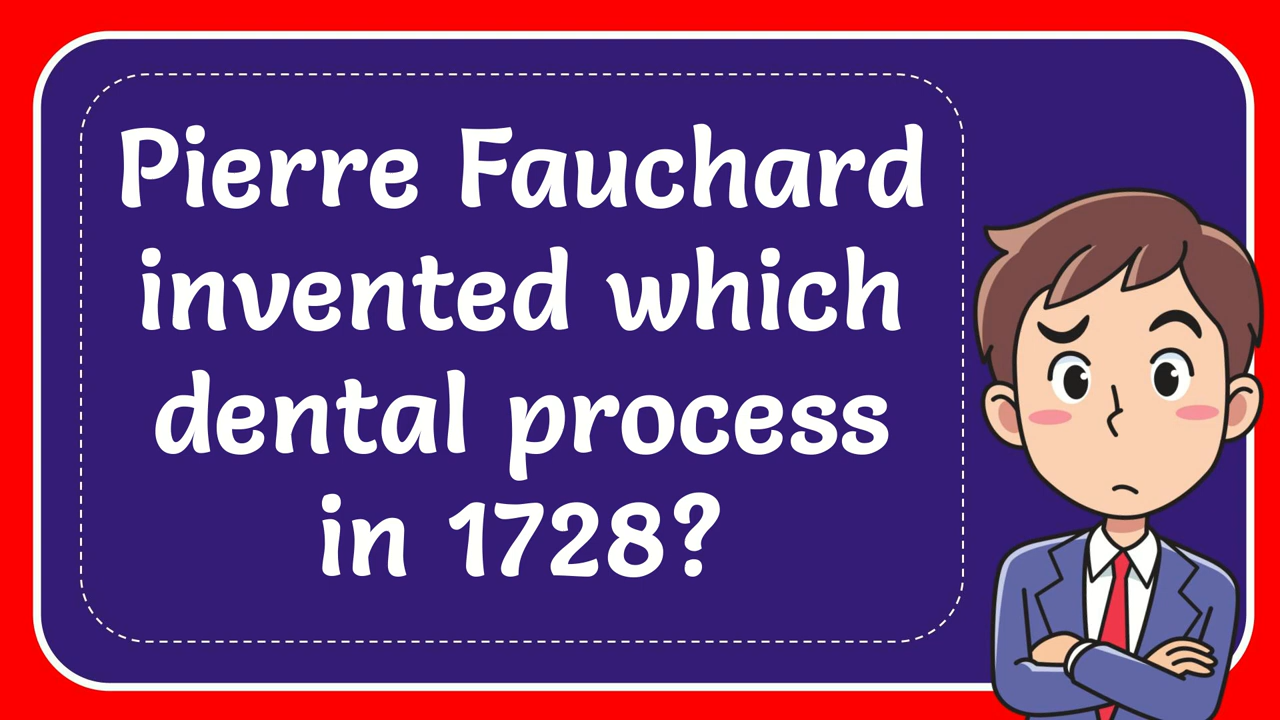 Pierre Fauchard
invented which
dental process
in 1728?